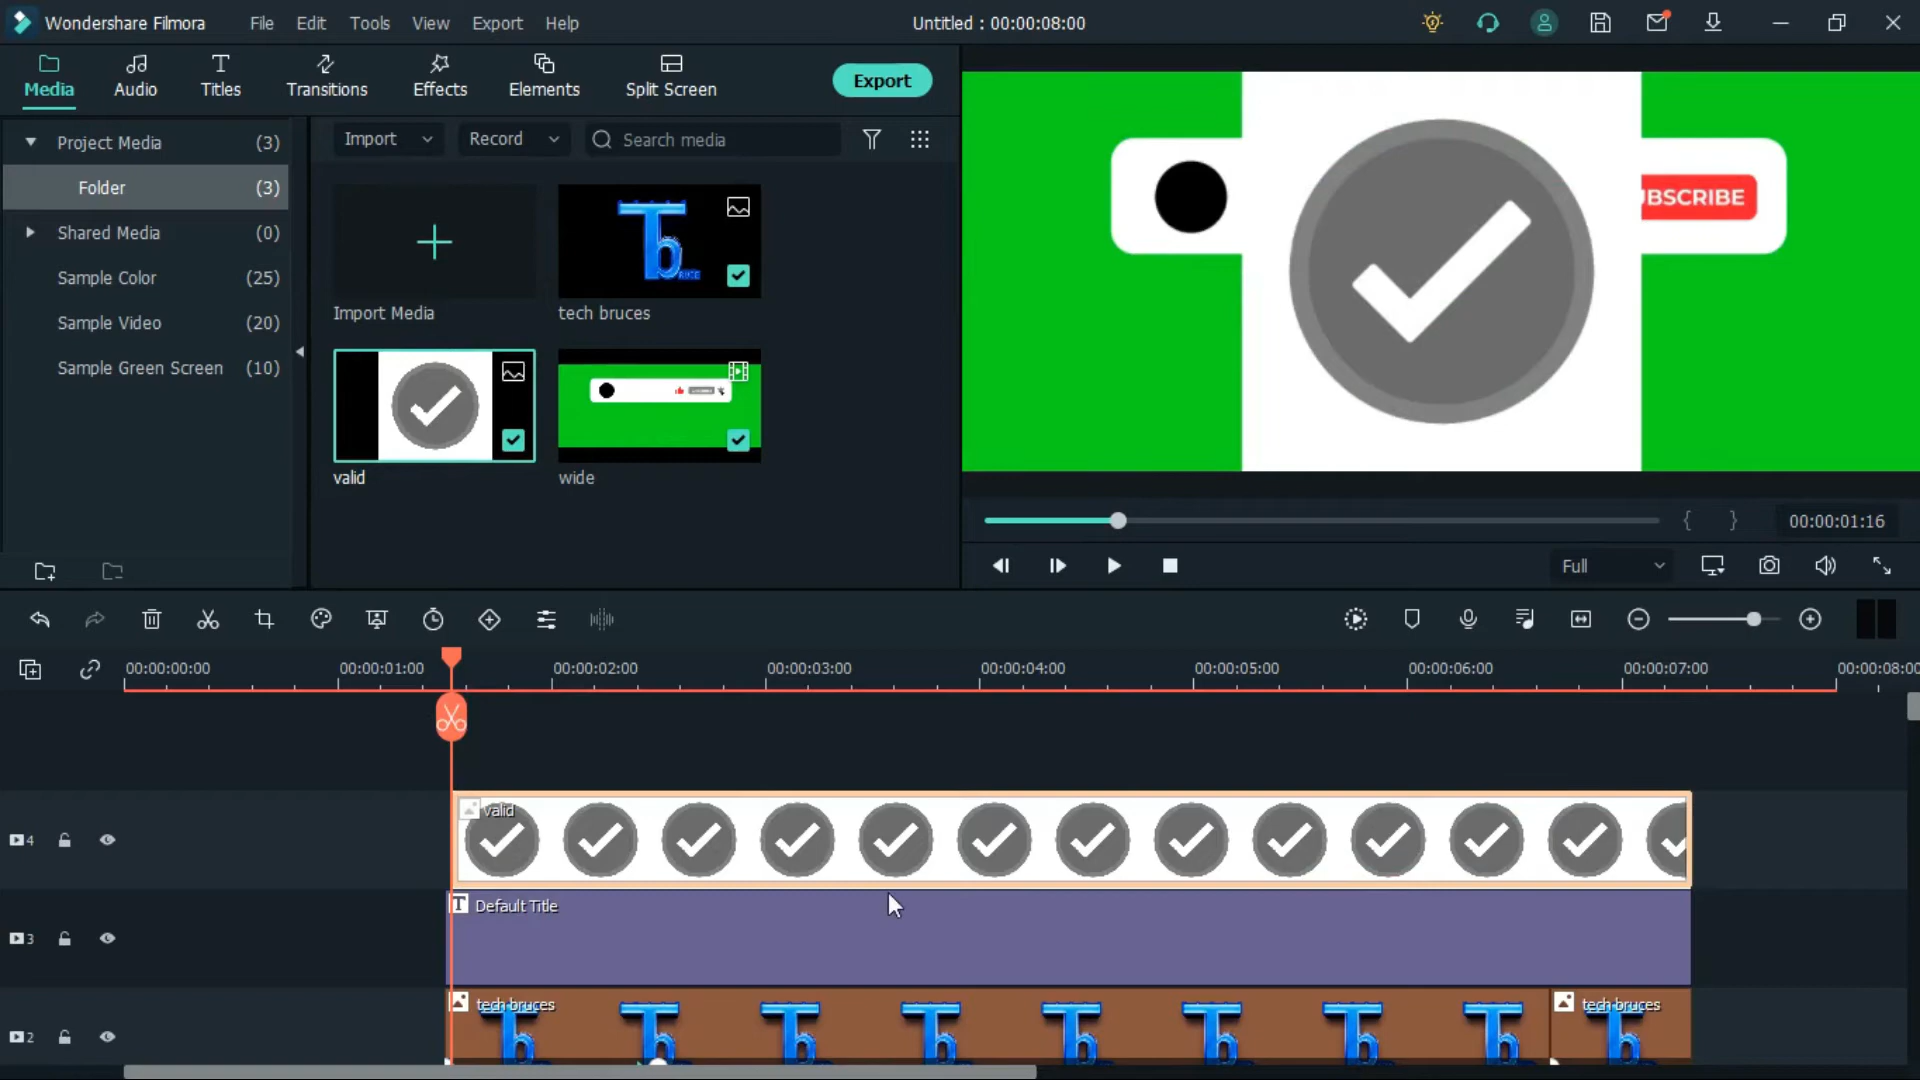 Wondershare Filmora
File
Edit
Tools
View
Export
Help
Untitled : 00:00:08:00
Media
Audio
Titles
Transitions
Effects
Elements
Split Screen
Export
Project Media (3)
Folder (3)
Shared Media (0)
Sample Color (25)
Sample Video (20)
Sample Green Screen (10)
Import
Record
Search media
Import Media
tech bruces
valid
wide
UBSCRIBE
00:00:01:16
Full
00:00:00:00
00:00:01:00
00:00:02:00
00:00:03:00
00:00:04:00
00:00:05:00
00:00:06:00
00:00:07:00
00:00:08:00
4
valid
3
Default Title
2
tech bruces
tech bruces